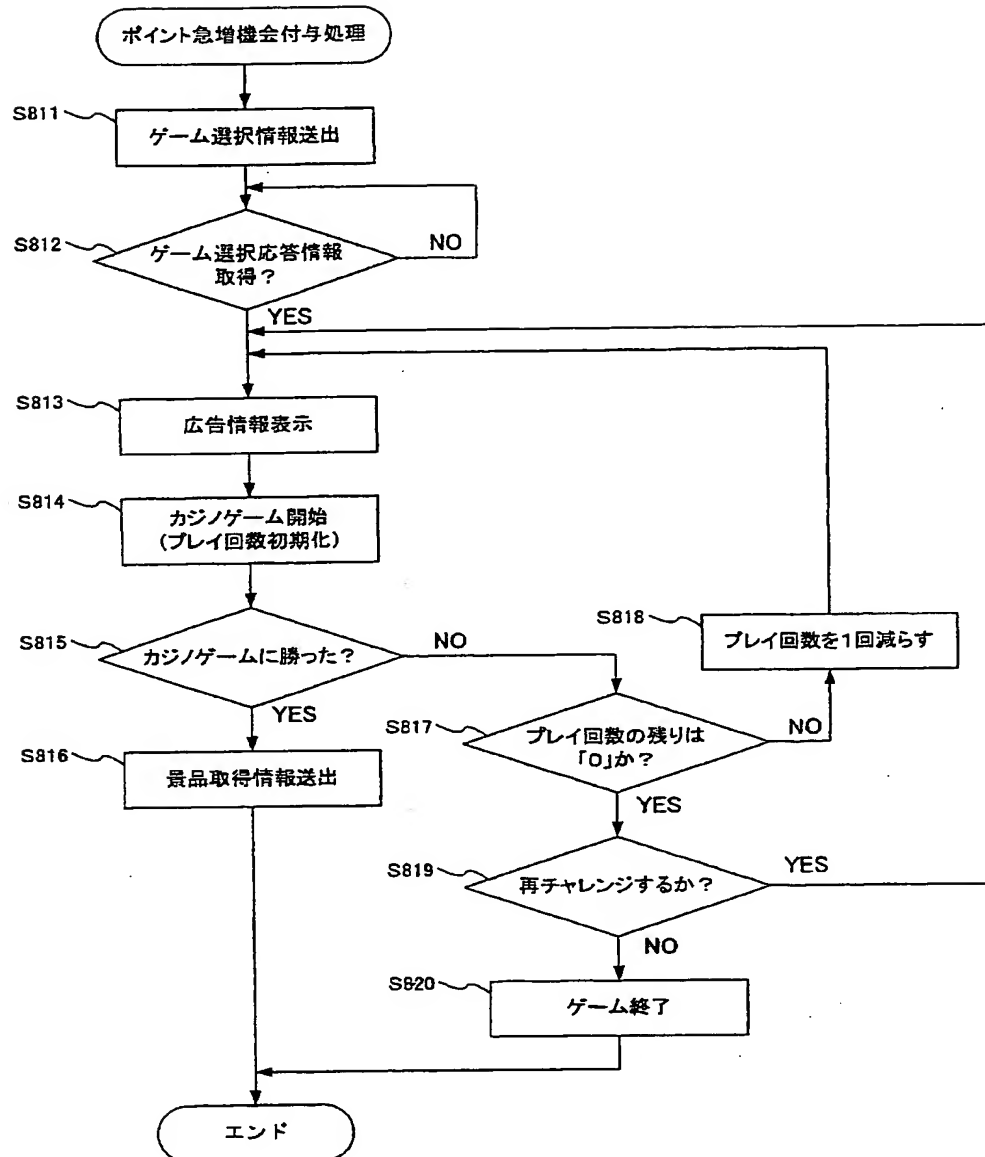 ポイント急増機会付与処理
S811
ゲーム選択情報送出
S812
ゲーム選択応答情報
取得？
NO
YES
S813
広告情報表示
S814
カジノゲーム開始
(プレイ回数初期化)
S815
カジノゲームに勝った？
NO
YES
S816
景品取得情報送出
S817
プレイ回数の残りは
「0」か？
NO
YES
S818
プレイ回数を1回減らす
S819
再チャレンジするか？
YES
NO
S820
ゲーム終了
エンド